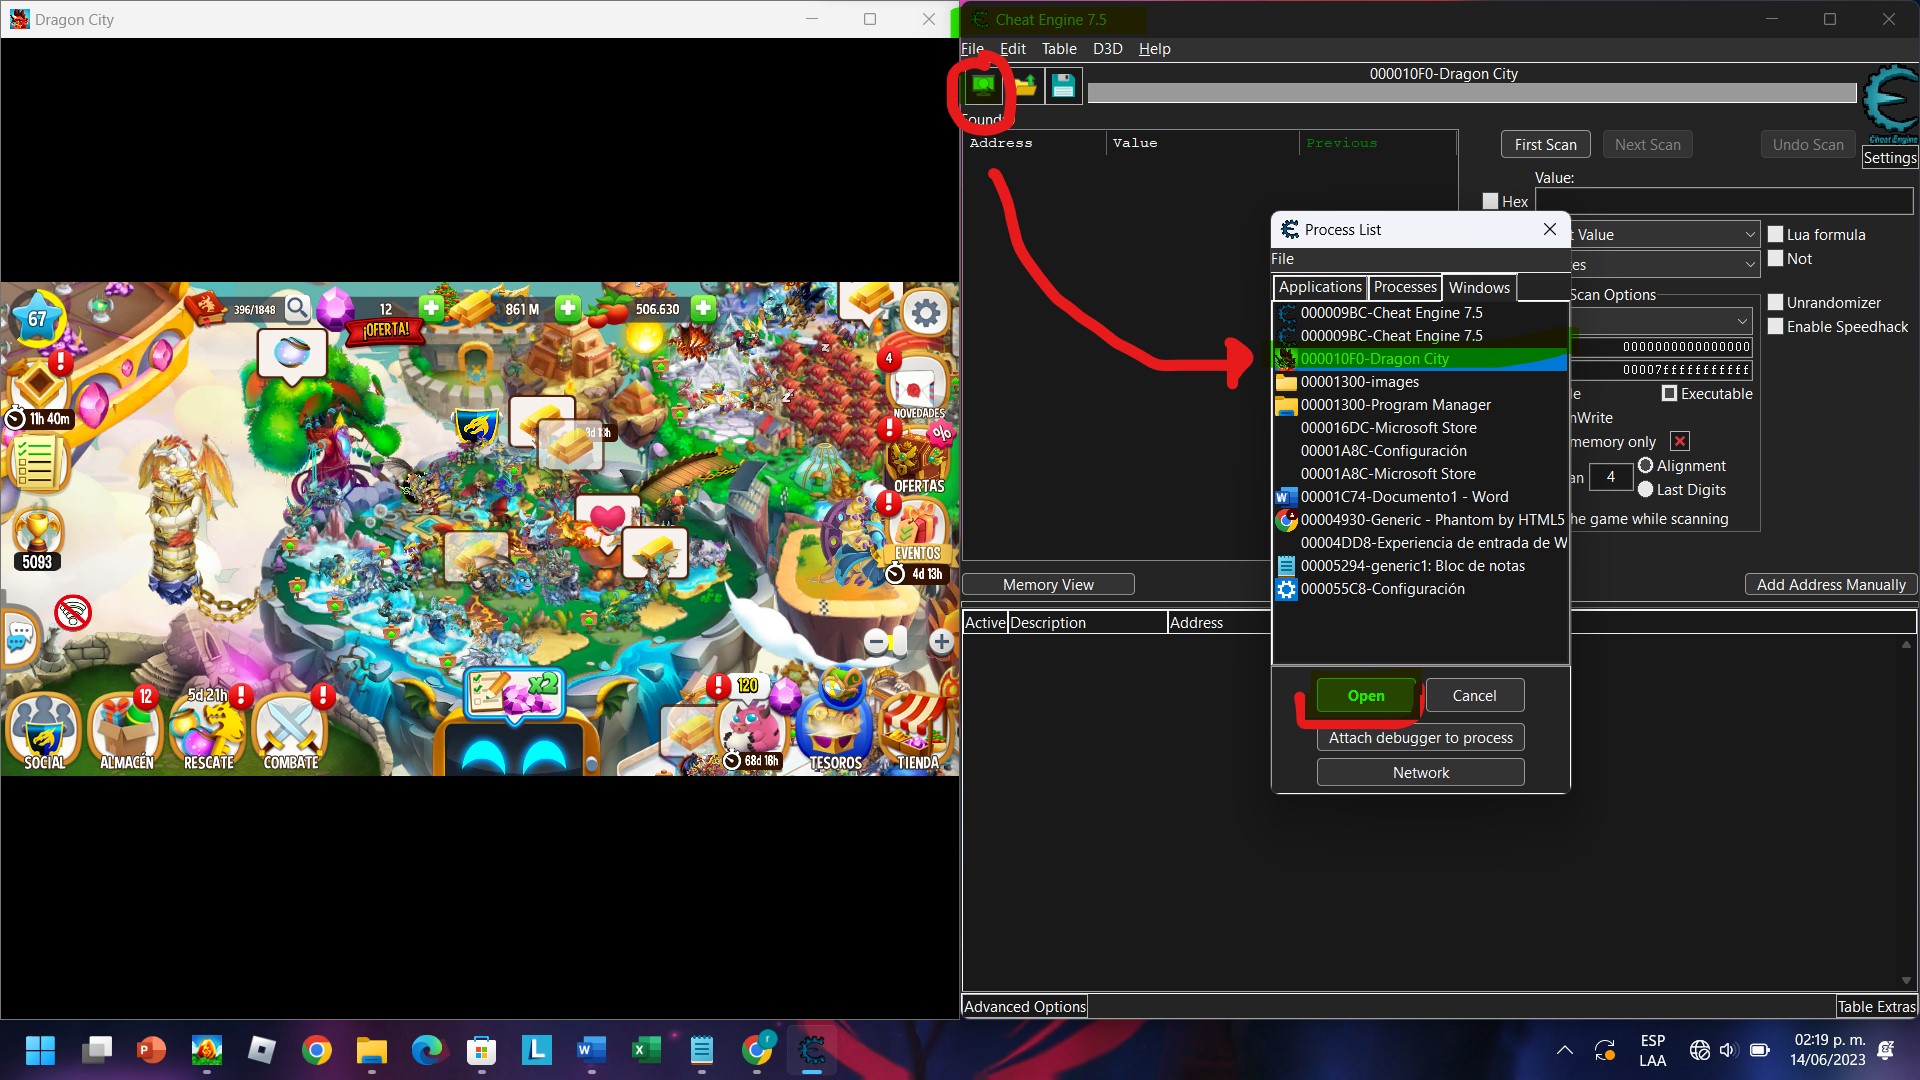 Dragon City
67
396/1848
12
861 M
506.630
¡OFERTA!
11h 40m
4
NOVEDADES
%
OFERTAS
EVENTOS
4d 13h
5093
12
5d 21h
x2
120
68d 16h
SOCIAL
ALMACÉN
RESCATE
COMBATE
TESOROS
TIENDA
Cheat Engine 7.5
File Edit Table D3D Help
000010F0-Dragon City
Found:
Address Value Previous
First Scan Next Scan Undo Scan
Cheat Engine
Settings
Value:
Hex
t Value
Lua formula
es
Not
Scan Options
Unrandomizer
Enable Speedhack
0000000000000000
00007fffffffffff
le
Executable
nWrite
memory only
an 4
Alignment
Last Digits
he game while scanning
Process List
File
Applications Processes Windows
000009BC-Cheat Engine 7.5
000009BC-Cheat Engine 7.5
000010F0-Dragon City
00001300-images
00001300-Program Manager
000016DC-Microsoft Store
00001A8C-Configuración
00001A8C-Microsoft Store
00001C74-Documento1 - Word
00004930-Generic - Phantom by HTML5
00004DD8-Experiencia de entrada de W
00005294-generic1: Bloc de notas
000055C8-Configuración
Open Cancel
Attach debugger to process
Network
Memory View
Add Address Manually
Active Description Address
Advanced Options
Table Extras
ESP
LAA
02:19 p. m.
14/06/2023